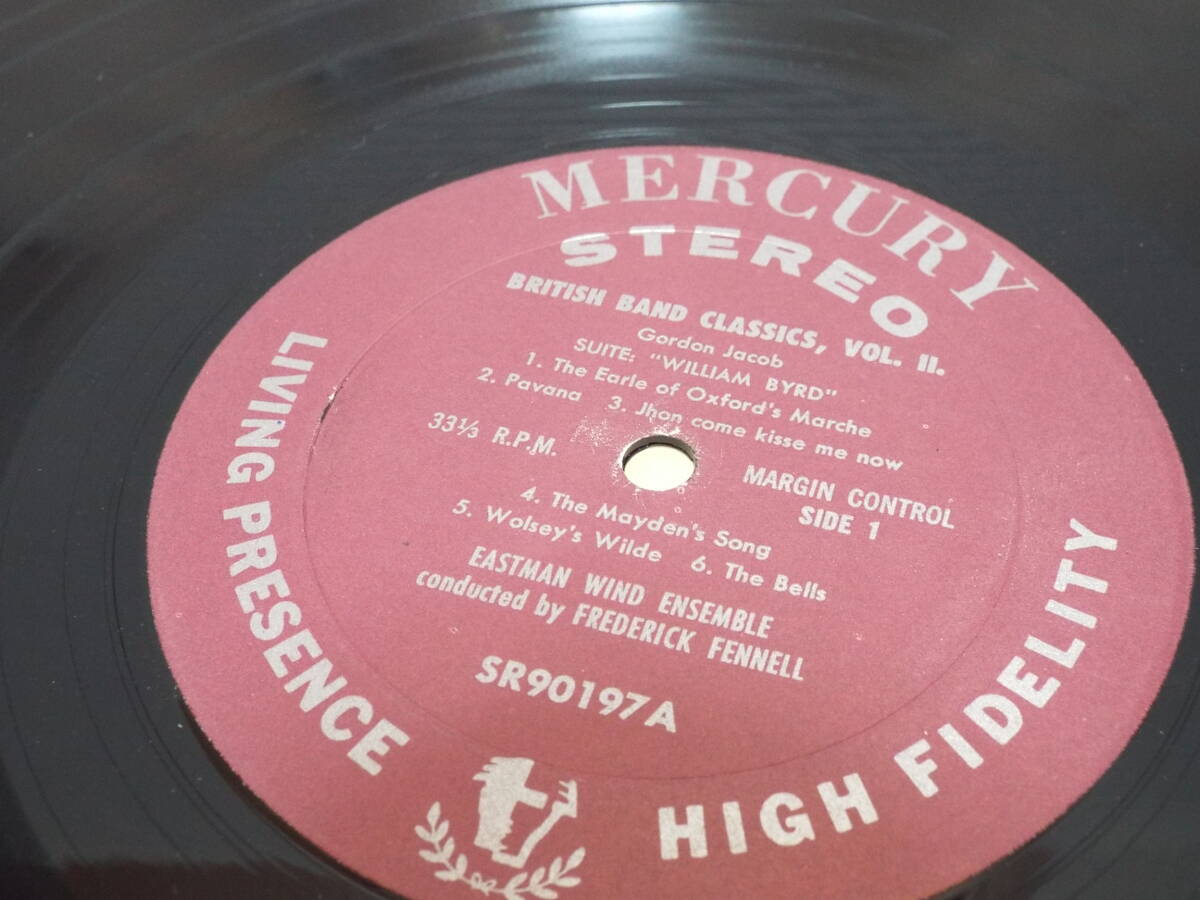 MERCURY
STEREO
BRITISH BAND CLASSICS, VOL. II.
Gordon Jacob
SUITE: "WILLIAM BYRD"
1. The Earle of Oxford's Marche
2. Pavana 3. Jhon come kisse me now
33⅓ R.P.M.
MARGIN CONTROL
SIDE 1
4. The Mayden's Song
5. Wolsey's Wilde 6. The Bells
EASTMAN WIND ENSEMBLE
conducted by FREDERICK FENNELL
SR90197A
LIVING PRESENCE
HIGH FIDELITY